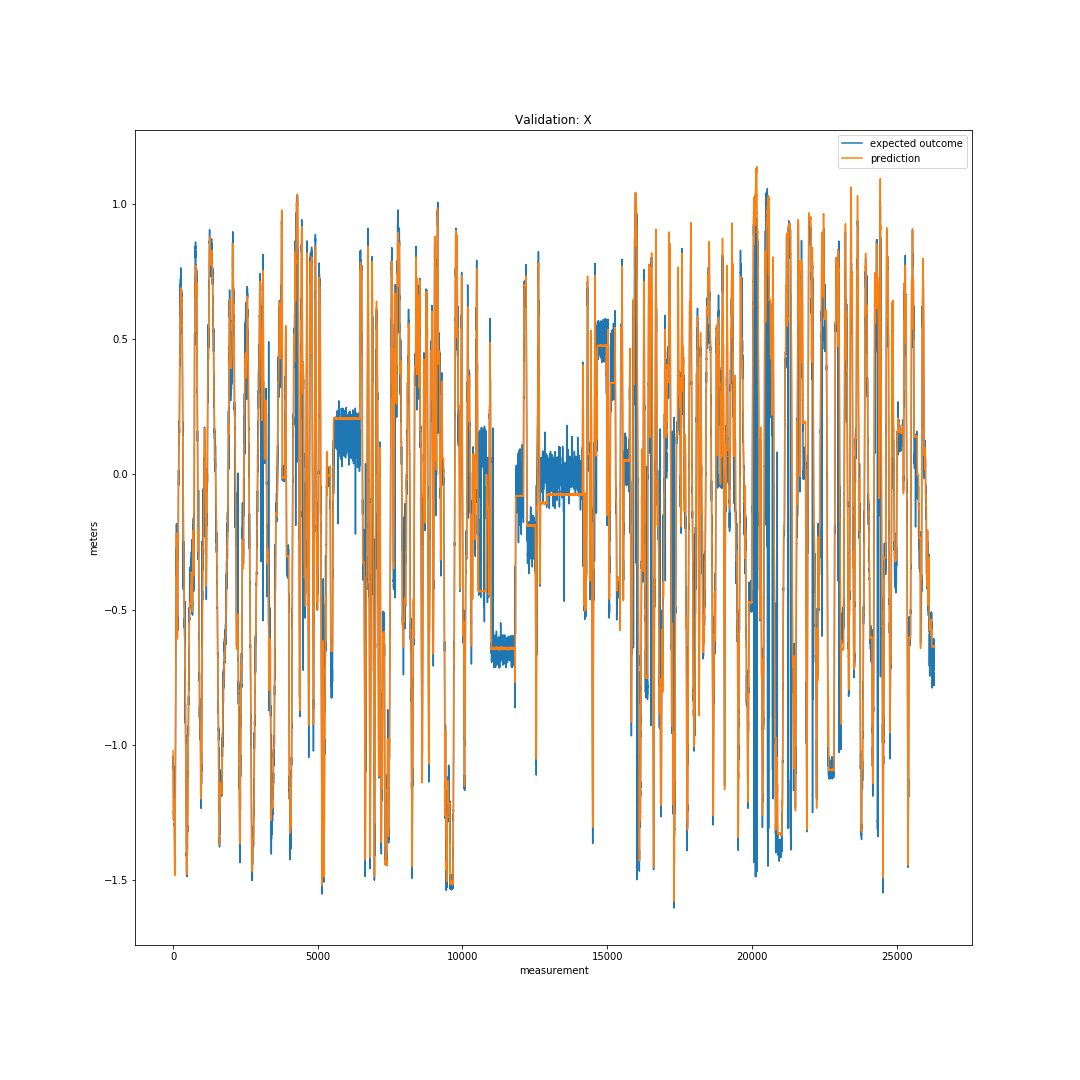 Validation: X
expected outcome
prediction
1.0
0.5
0.0
−0.5
−1.0
−1.5
meters
0 5000 10000 15000 20000 25000
measurement